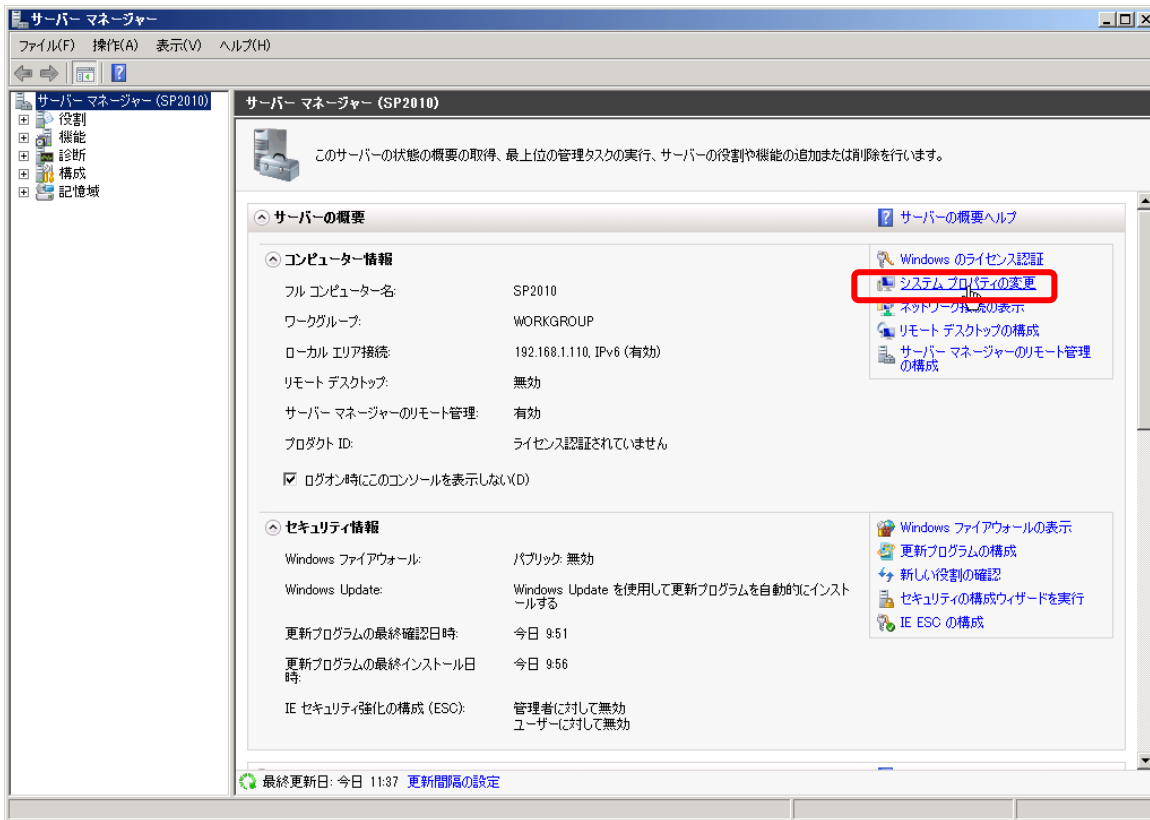 サーバー マネージャー
ファイル(F) 操作(A) 表示(V) ヘルプ(H)
サーバー マネージャー (SP2010)
役割
機能
診断
構成
記憶域
サーバー マネージャー (SP2010)
このサーバーの状態の概要の取得、最上位の管理タスクの実行、サーバーの役割や機能の追加または削除を行います。
サーバーの概要
サーバーの概要ヘルプ
コンピューター情報
フル コンピューター名: SP2010
ワークグループ: WORKGROUP
ローカル エリア接続: 192.168.1.110, IPv6 (有効)
リモート デスクトップ: 無効
サーバー マネージャーのリモート管理: 有効
プロダクト ID: ライセンス認証されていません
ログオン時にこのコンソールを表示しない(D)
Windows のライセンス認証
システム プロパティの変更
ネットワーク接続の表示
リモート デスクトップの構成
サーバー マネージャーのリモート管理
の構成
セキュリティ情報
Windows ファイアウォール: パブリック: 無効
Windows Update: Windows Update を使用して更新プログラムを自動的にインスト
ールする
更新プログラムの最終確認日時: 今日 9:51
更新プログラムの最終インストール日 今日 9:56
時:
IE セキュリティ強化の構成 (ESC): 管理者に対して無効
ユーザーに対して無効
Windows ファイアウォールの表示
更新プログラムの構成
新しい役割の確認
セキュリティの構成ウィザードを実行
IE ESC の構成
最終更新日: 今日 11:37 更新間隔の設定